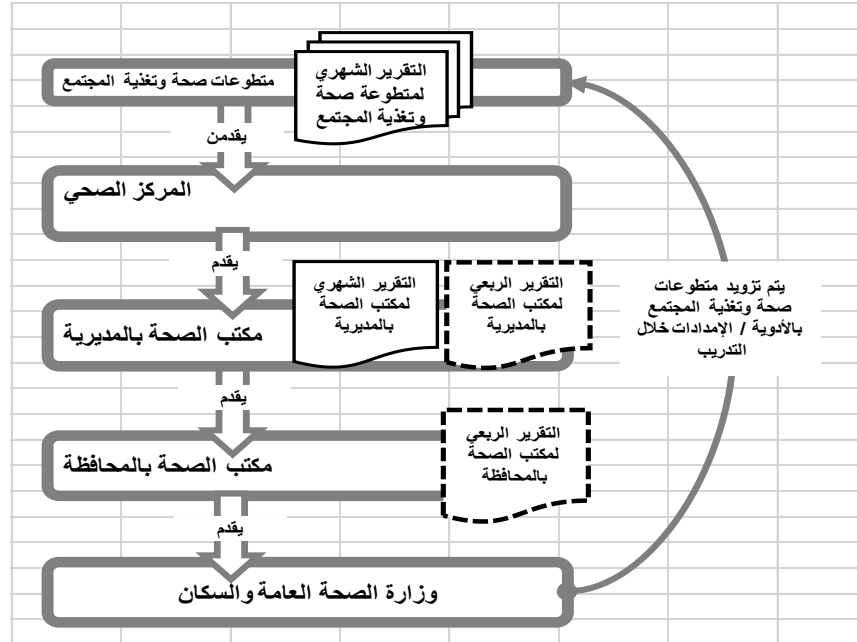 متطوعات صحة وتغذية المجتمع
التقرير الشهري
لمتطوعة صحة
وتغذية المجتمع
يقدمن
المركز الصحي
يقدم
مكتب الصحة بالمديرية
التقرير الشهري
لمكتب الصحة
بالمديرية
التقرير الربعي
لمكتب الصحة
بالمديرية
يتم تزويد متطوعات
صحة وتغذية المجتمع
بالأدوية / الإمدادات خلال
التدريب
يقدم
مكتب الصحة بالمحافظة
التقرير الربعي
لمكتب الصحة
بالمحافظة
يقدم
وزارة الصحة العامة والسكان